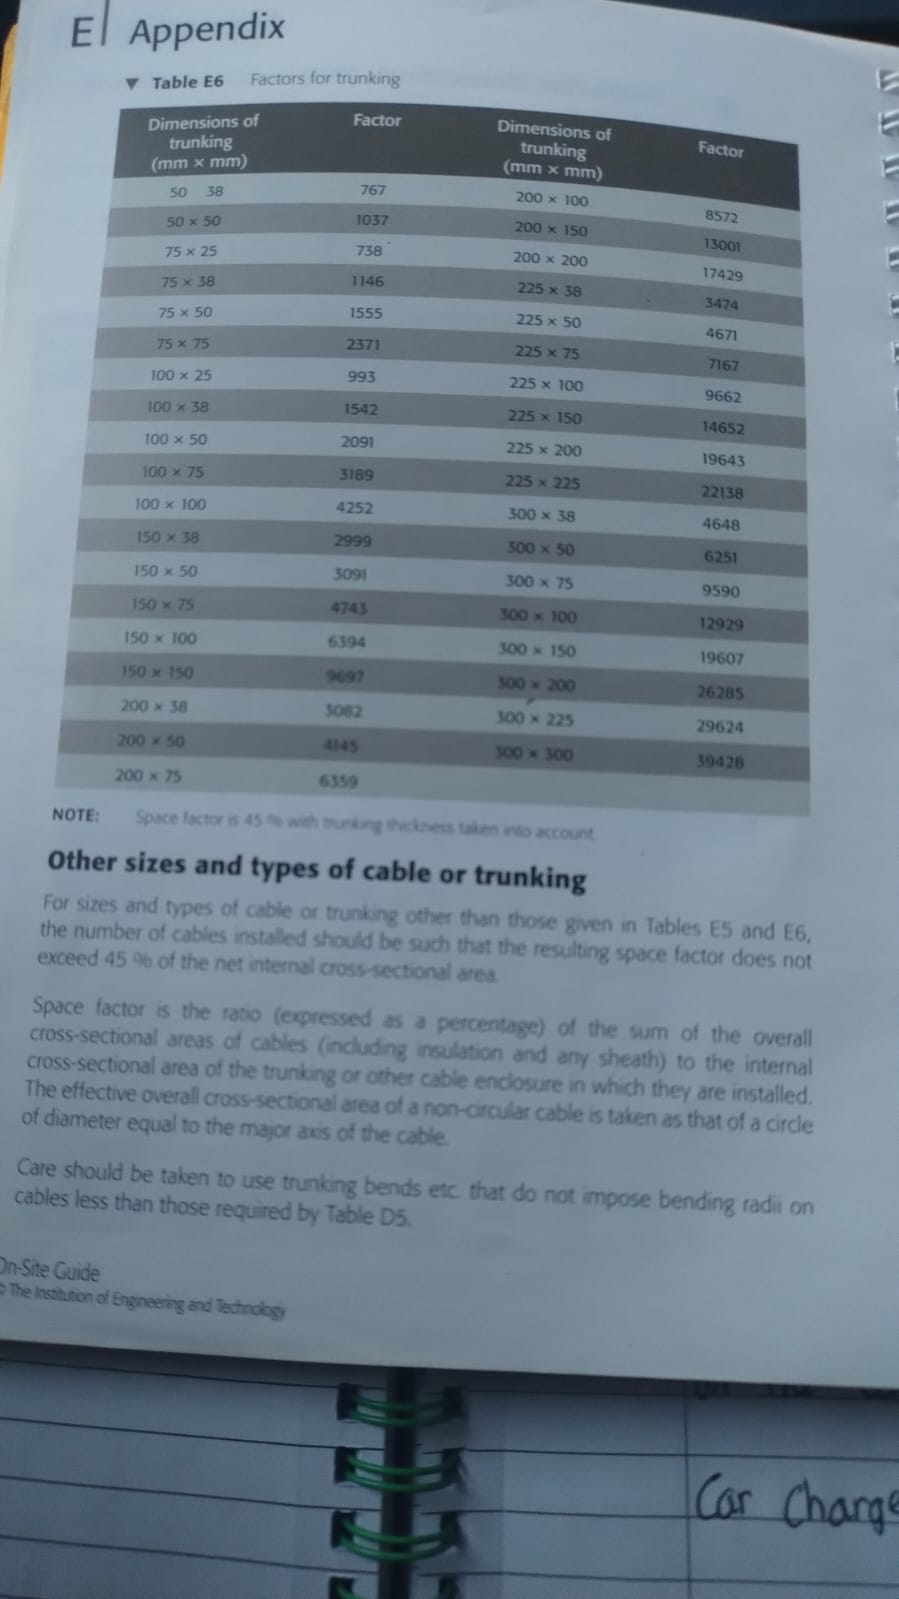 E Appendix
▼ Table E6 Factors for trunking
Dimensions of trunking (mm × mm) Factor Dimensions of trunking (mm × mm) Factor
50 38 767 200 × 100 8572
50 × 50 1037 200 × 150 13001
75 × 25 738 200 × 200 17429
75 × 38 1146 225 × 38 3474
75 × 50 1555 225 × 50 4671
75 × 75 2371 225 × 75 7167
100 × 25 993 225 × 100 9662
100 × 38 1542 225 × 150 14652
100 × 50 2091 225 × 200 19643
100 × 75 3189 225 × 225 22138
100 × 100 4252 300 × 38 4648
150 × 38 2999 300 × 50 6251
150 × 50 3091 300 × 75 9590
150 × 75 4743 300 × 100 12929
150 × 100 6394 300 × 150 19607
150 × 150 9697 300 × 200 26285
200 × 38 3082 300 × 225 29624
200 × 50 4145 300 × 300 39428
200 × 75 6359
NOTE: Space factor is 45 % with trunking thickness taken into account.
Other sizes and types of cable or trunking
For sizes and types of cable or trunking other than those given in Tables E5 and E6,
the number of cables installed should be such that the resulting space factor does not
exceed 45 % of the net internal cross-sectional area.
Space factor is the ratio (expressed as a percentage) of the sum of the overall
cross-sectional areas of cables (including insulation and any sheath) to the internal
cross-sectional area of the trunking or other cable enclosure in which they are installed.
The effective overall cross-sectional area of a non-circular cable is taken as that of a circle
of diameter equal to the major axis of the cable.
Care should be taken to use trunking bends etc. that do not impose bending radii on
cables less than those required by Table D5.
On-Site Guide
© The Institution of Engineering and Technology
Car Charge